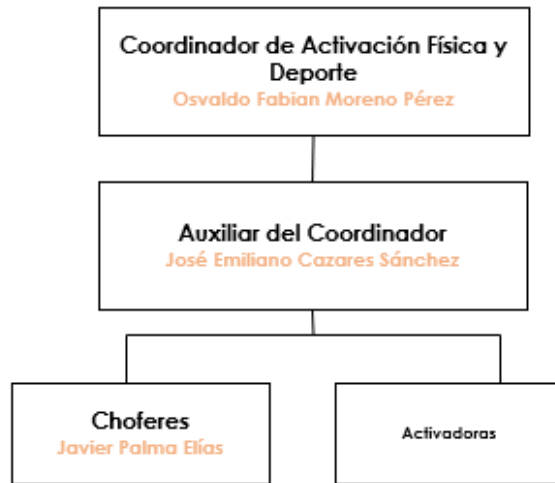 Coordinador de Activación Física y
Deporte
Osvaldo Fabian Moreno Pérez
Auxiliar del Coordinador
José Emiliano Cazares Sánchez
Choferes
Javier Palma Elías
Activadoras